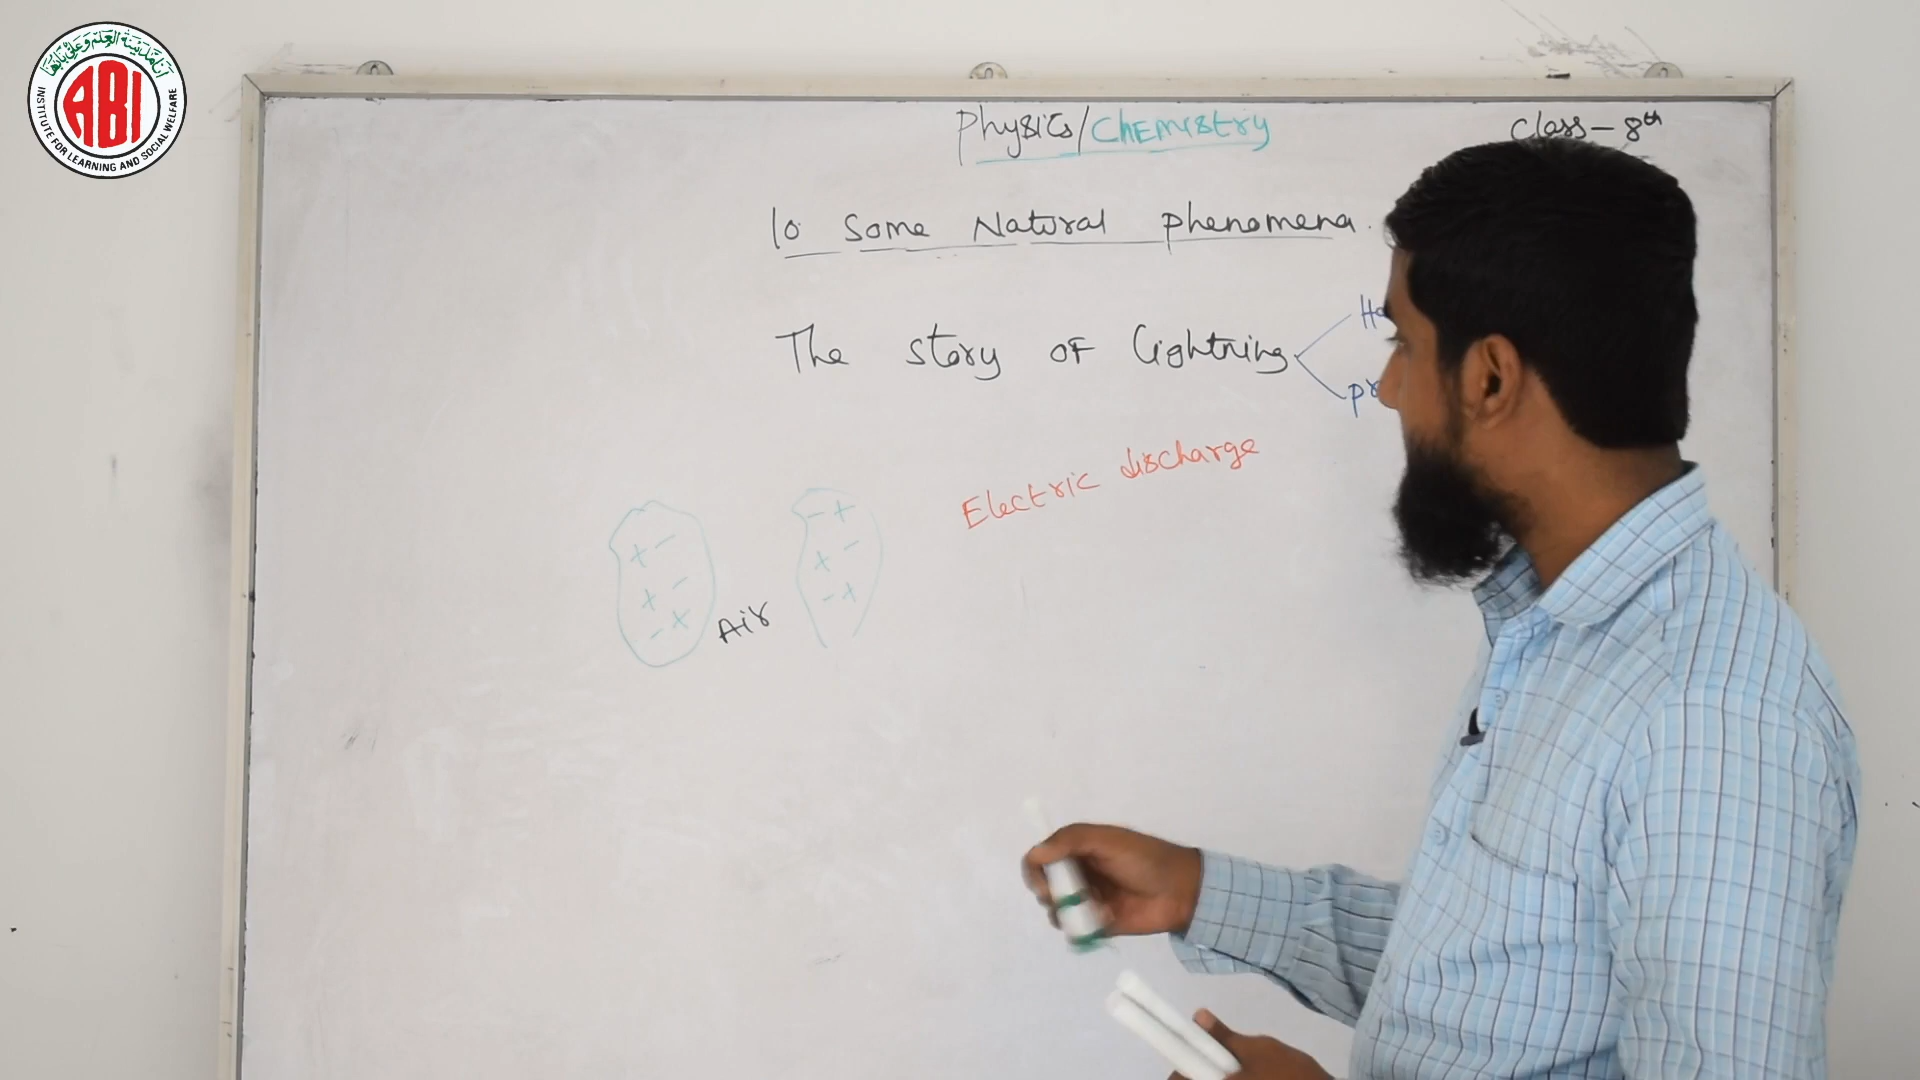 ABI
INSTITUTE FOR LEARNING AND SOCIAL WELFARE
Physics/Chemistry
Class - 8th
10 Some Natural phenomena.
The story of lightning
Electric discharge
+ -
+ -
- +
Air
- +
+ -
- +